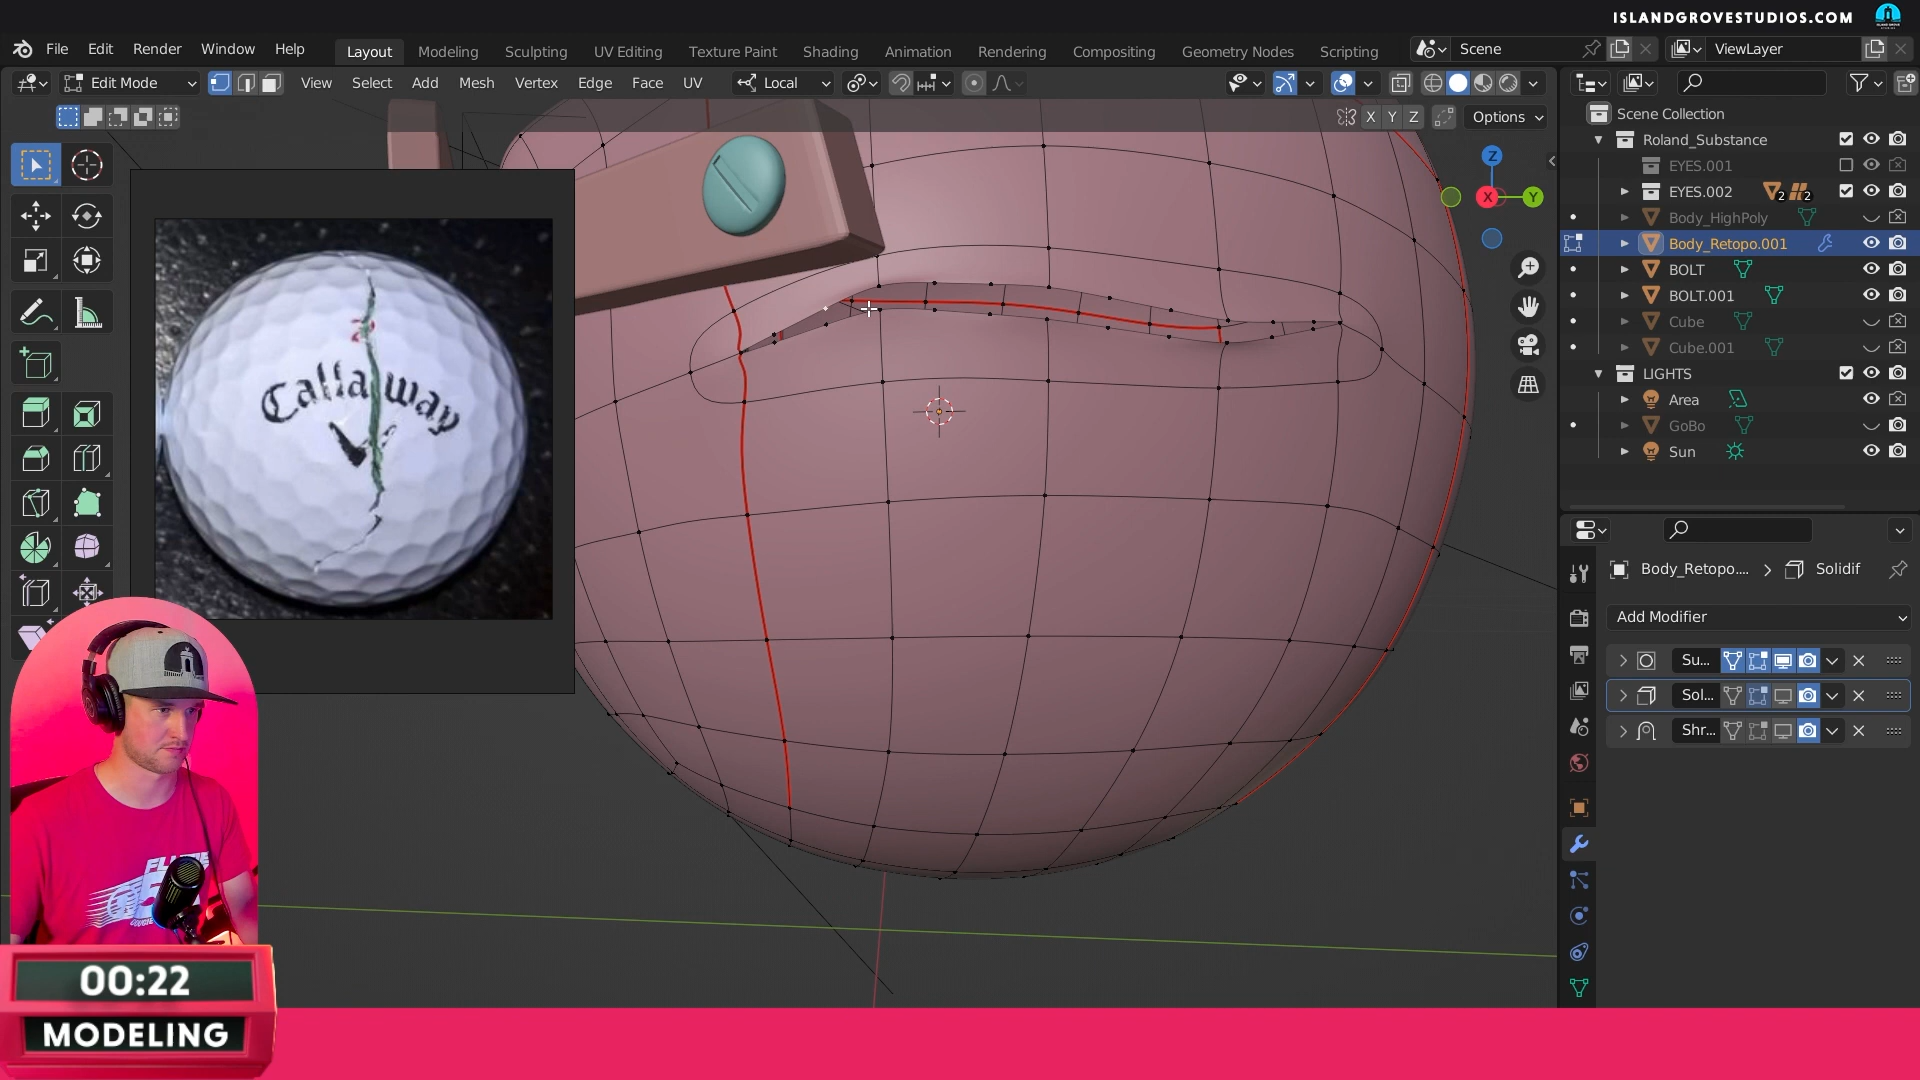 ISLANDGROVESTUDIOS.COM
File Edit Render Window Help Layout Modeling Sculpting UV Editing Texture Paint Shading Animation Rendering Compositing Geometry Nodes Scripting Scene ViewLayer
Edit Mode View Select Add Mesh Vertex Edge Face UV Local
X Y Z Options
Scene Collection
Roland_Substance
EYES.001
EYES.002 2 2
Body_HighPoly
Body_Retopo.001
BOLT
BOLT.001
Cube
Cube.001
LIGHTS
Area
GoBo
Sun
Z
X
Y
Callaway
Body_Retopo.... > Solidif
Add Modifier
Su...
Sol...
Shr...
00:22
MODELING